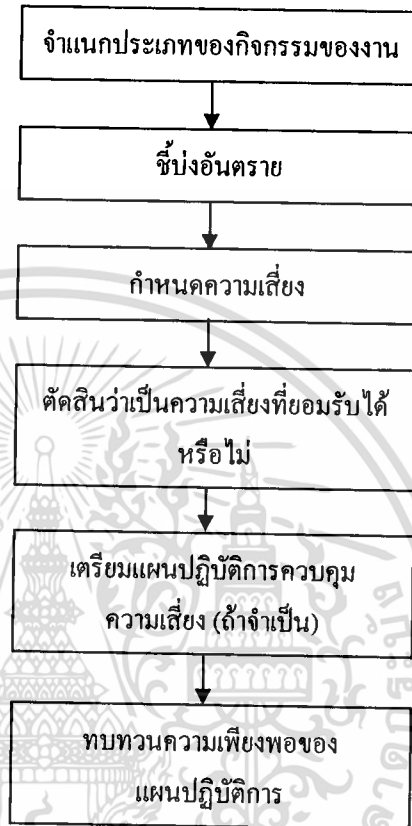 จำแนกประเภทของกิจกรรมของงาน
ชี้บ่งอันตราย
กำหนดความเสี่ยง
ตัดสินว่าเป็นความเสี่ยงที่ยอมรับได้
หรือไม่
เตรียมแผนปฏิบัติการควบคุม
ความเสี่ยง (ถ้าจำเป็น)
ทบทวนความเพียงพอของ
แผนปฏิบัติการ